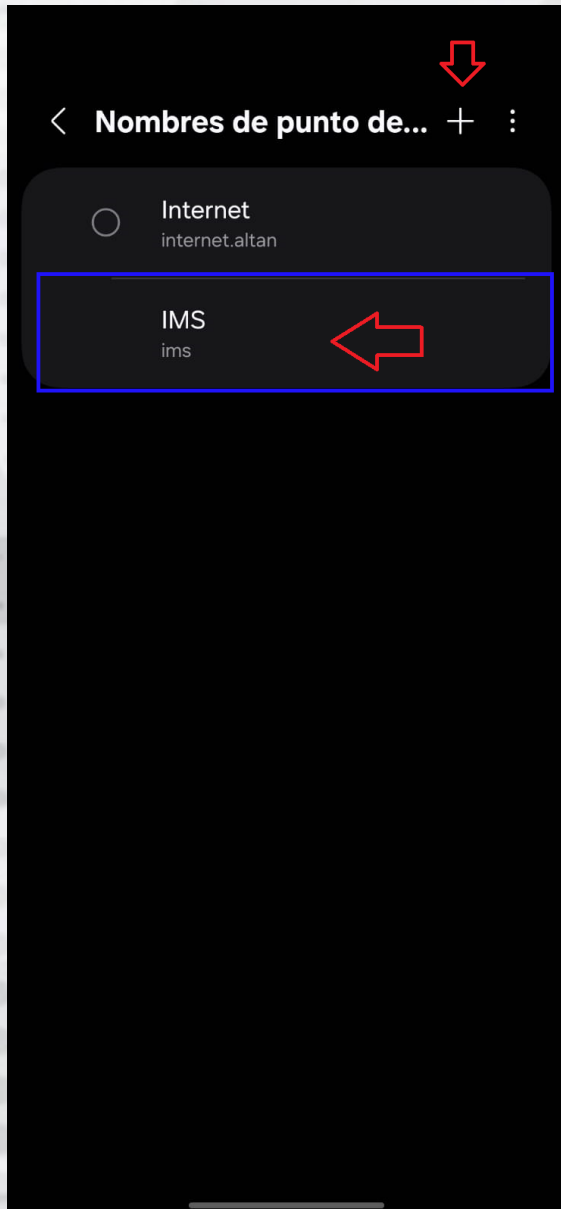 Nombres de punto de...
Internet
internet.altan
IMS
ims